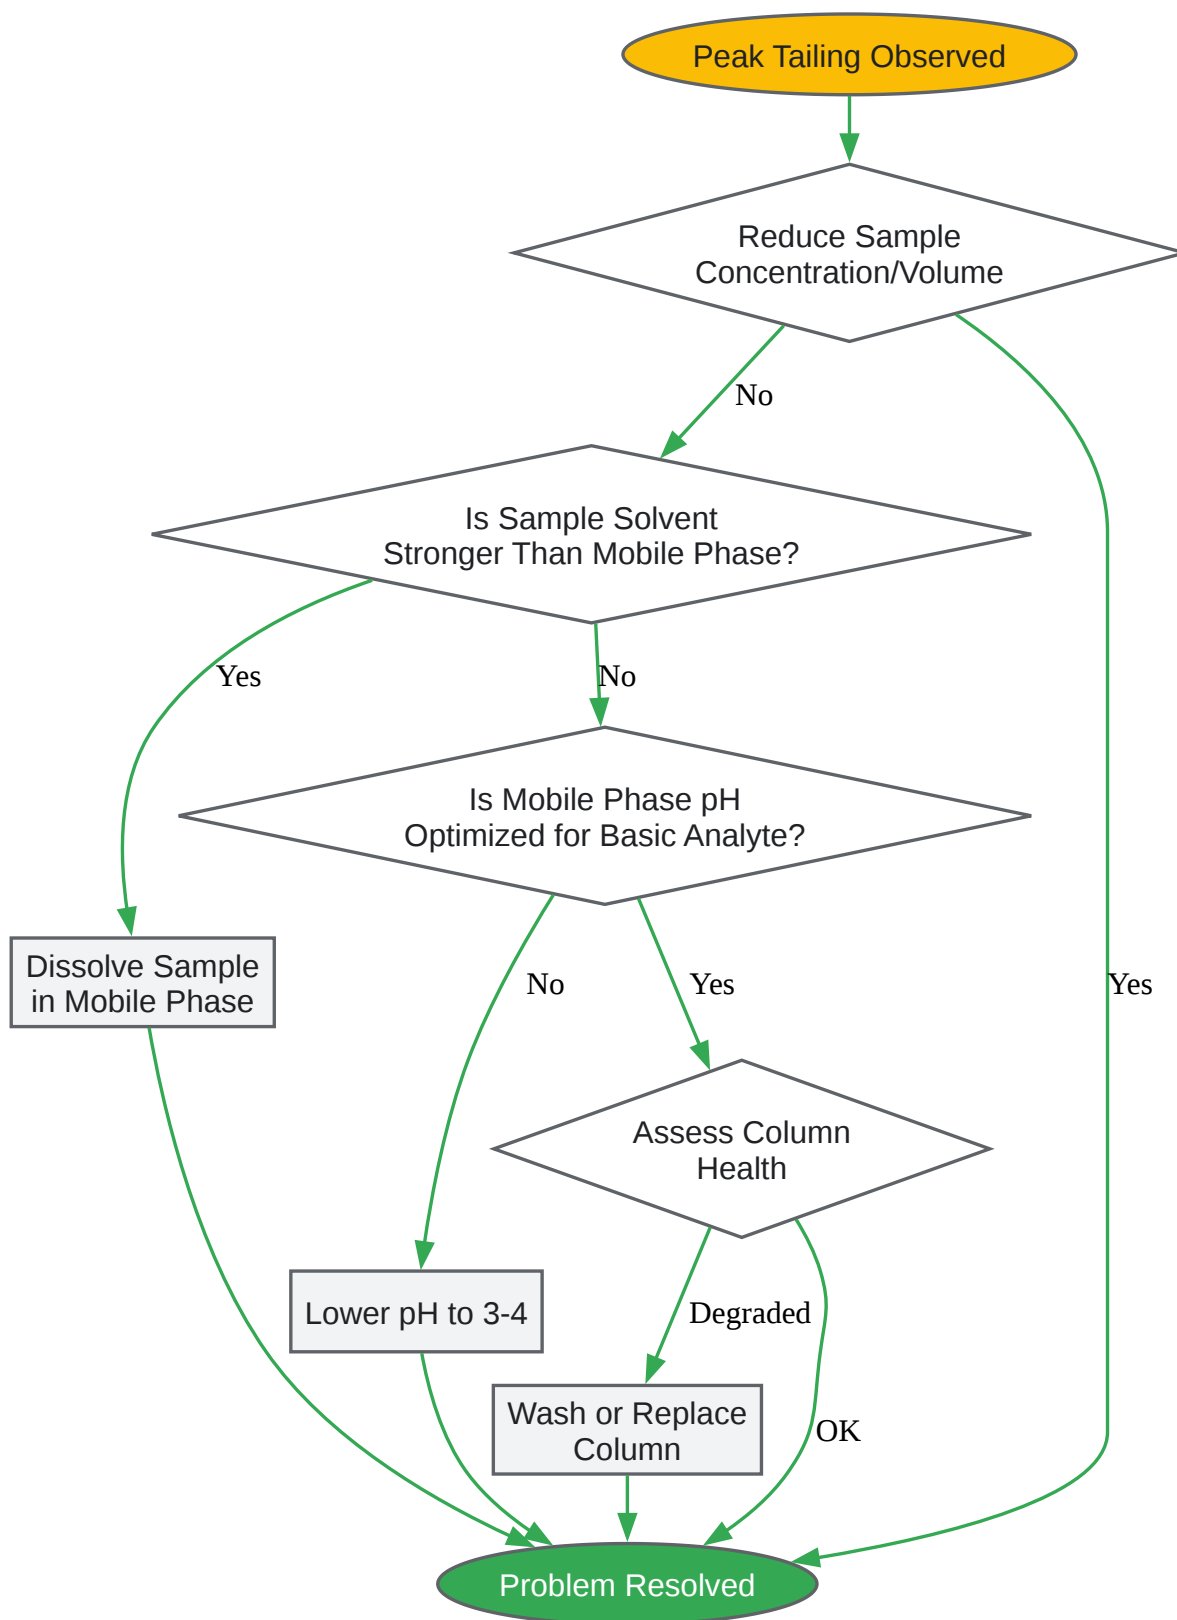 Peak Tailing Observed
Reduce Sample
Concentration/Volume
No
Is Sample Solvent
Stronger Than Mobile Phase?
Yes
No
Is Mobile Phase pH
Optimized for Basic Analyte?
Dissolve Sample
in Mobile Phase
No
Yes
Yes
Assess Column
Health
Lower pH to 3-4
Degraded
Wash or Replace
Column
OK
Problem Resolved